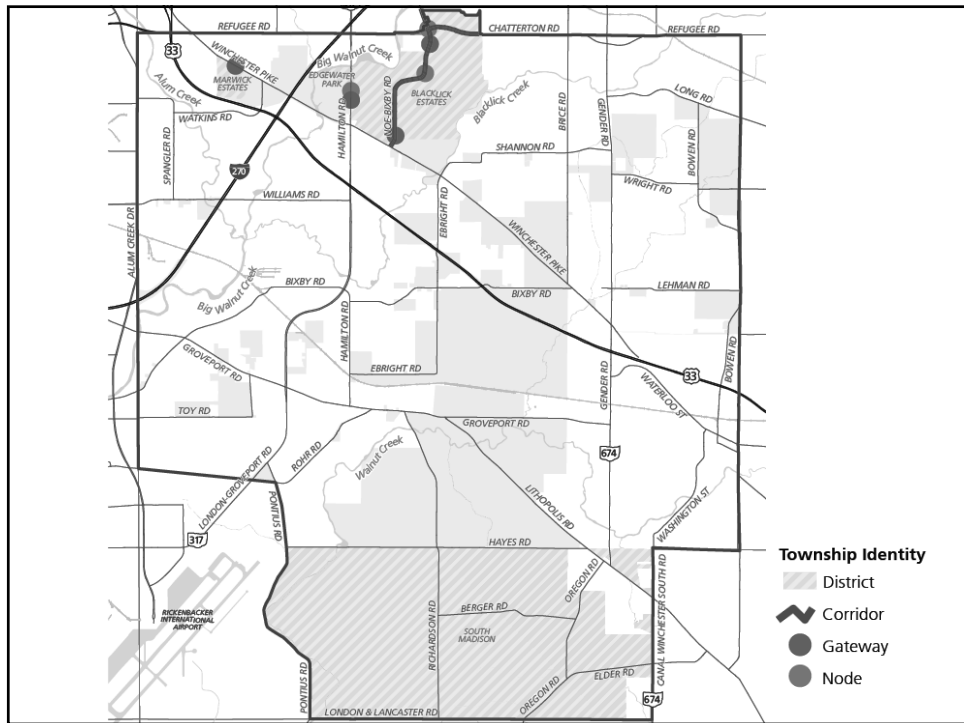 REFUGEE RD
CHATTERTON RD
REFUGEE RD
33
WINCHESTER PIKE
Big Walnut Creek
MARWICK
ESTATES
EDGEWATER
PARK
NOE-BIXBY RD
BLACKLICK
ESTATES
Blacklick Creek
Alum Creek
WATKINS RD
HAMILTON RD
BRICE RD
GENDER RD
LONG RD
BOWEN RD
SPANGLER RD
SHANNON RD
270
WRIGHT RD
WILLIAMS RD
EBRIGHT RD
ALUM CREEK DR
WINCHESTER PIKE
Big Walnut Creek
BIXBY RD
BIXBY RD
LEHMAN RD
HAMILTON RD
BOWEN RD
GROVEPORT RD
EBRIGHT RD
GENDER RD
33
WATERLOO ST
TOY RD
GROVEPORT RD
Walnut Creek
ROHR RD
674
LONDON-GROVEPORT RD
PONTIUS RD
LITHOPOLIS RD
WASHINGTON ST
317
HAYES RD
OREGON RD
CANAL WINCHESTER SOUTH RD
RICKENBACKER
INTERNATIONAL
AIRPORT
RICHARDSON RD
BERGER RD
SOUTH
MADISON
PONTIUS RD
ELDER RD
OREGON RD
674
LONDON & LANCASTER RD
Township Identity
District
Corridor
Gateway
Node